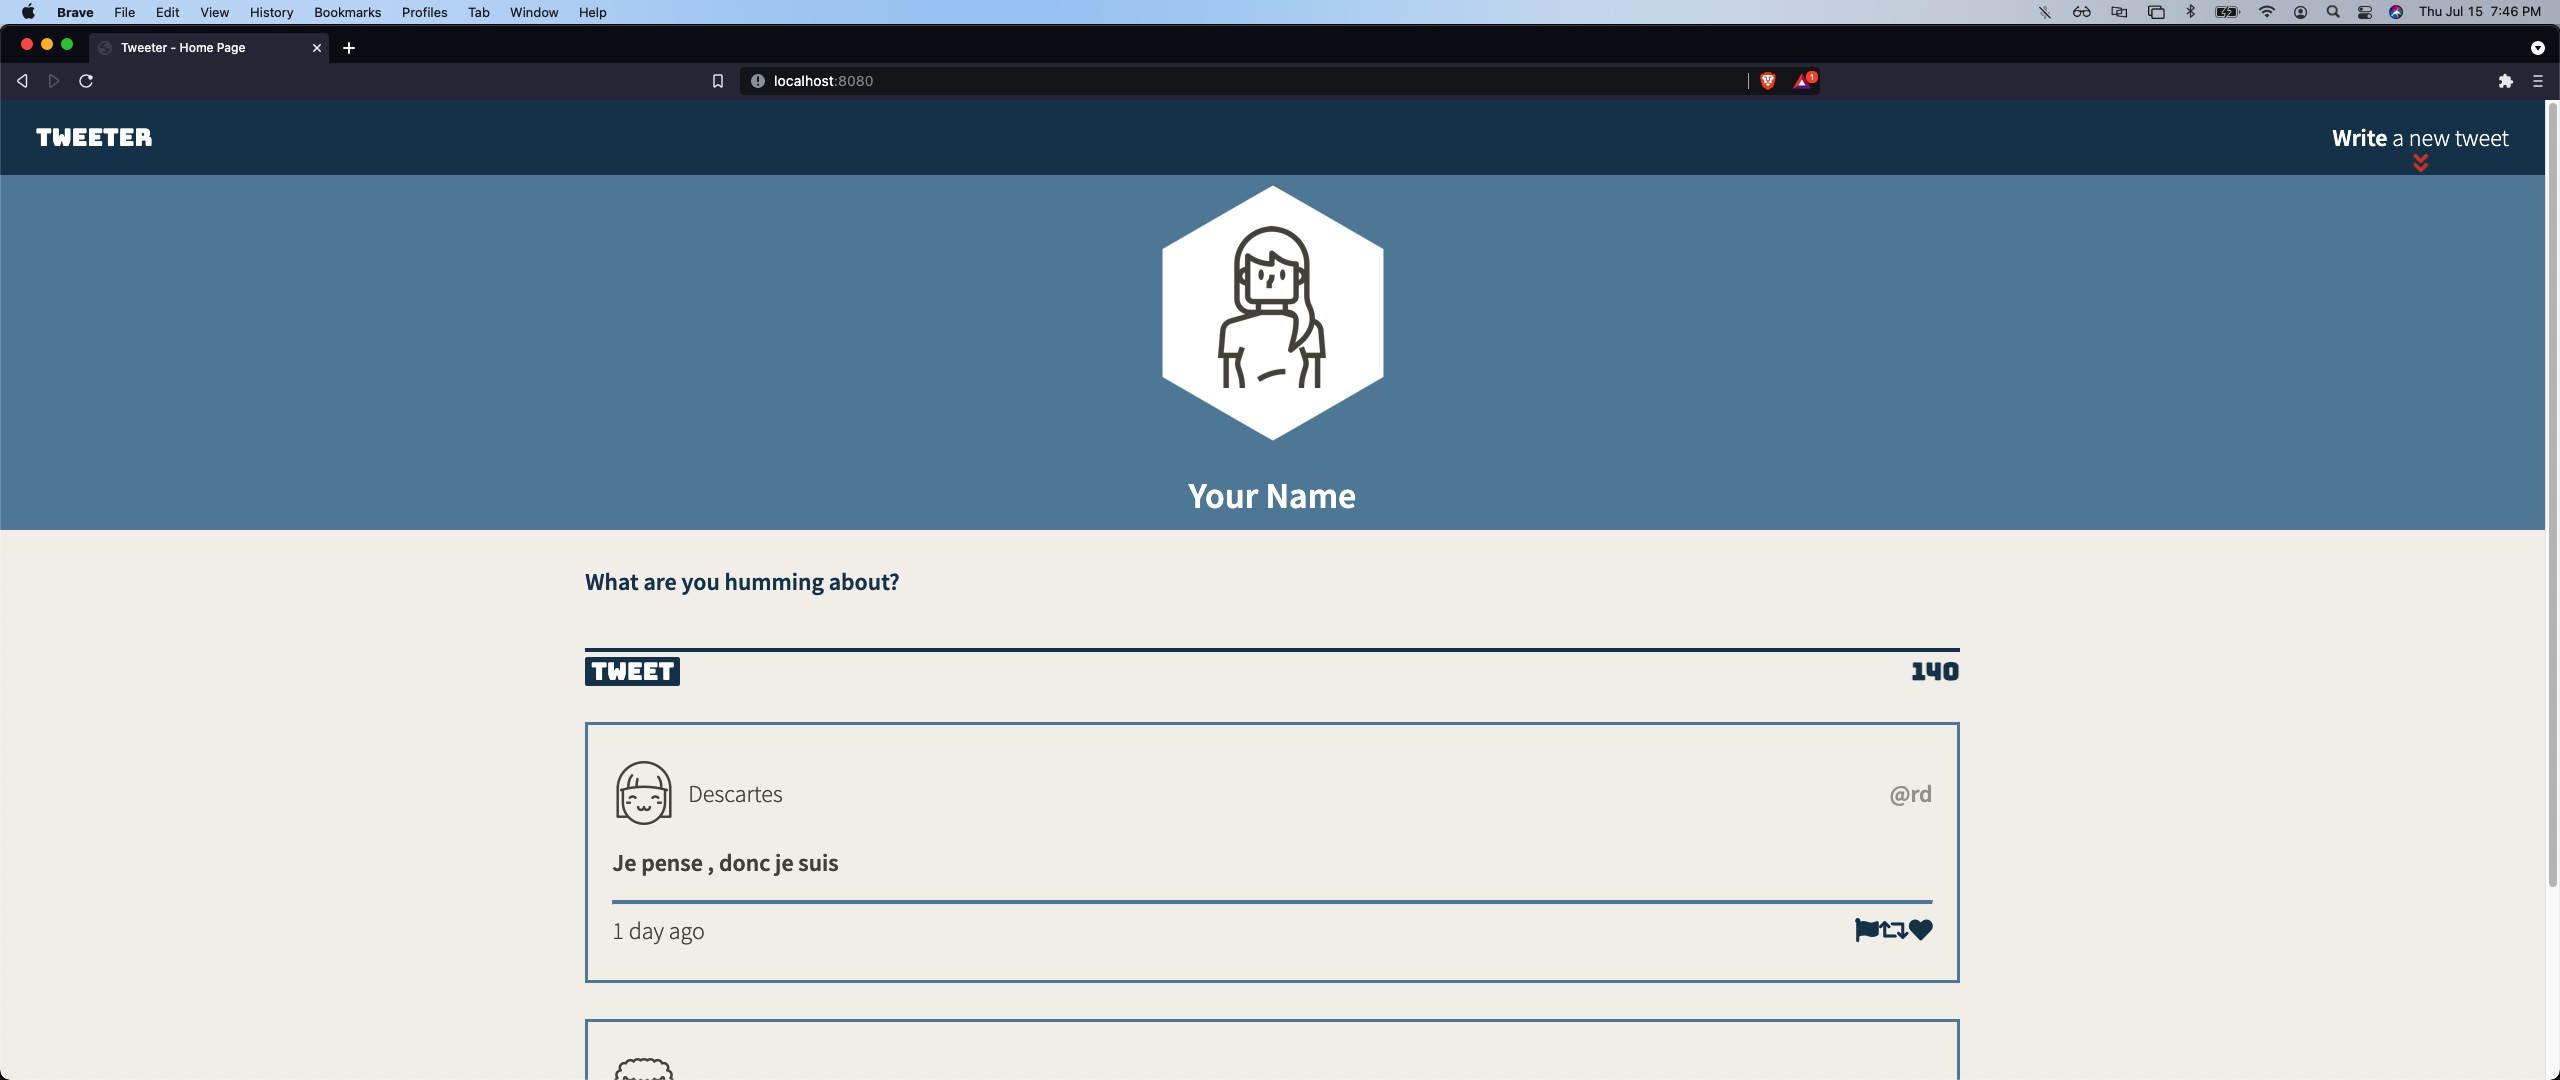 Brave File Edit View History Bookmarks Profiles Tab Window Help Thu Jul 15 7:46 PM
Tweeter - Home Page
localhost:8080 1
TWEETER Write a new tweet
Your Name
What are you humming about?
TWEET 140
Descartes @rd
Je pense , donc je suis
1 day ago